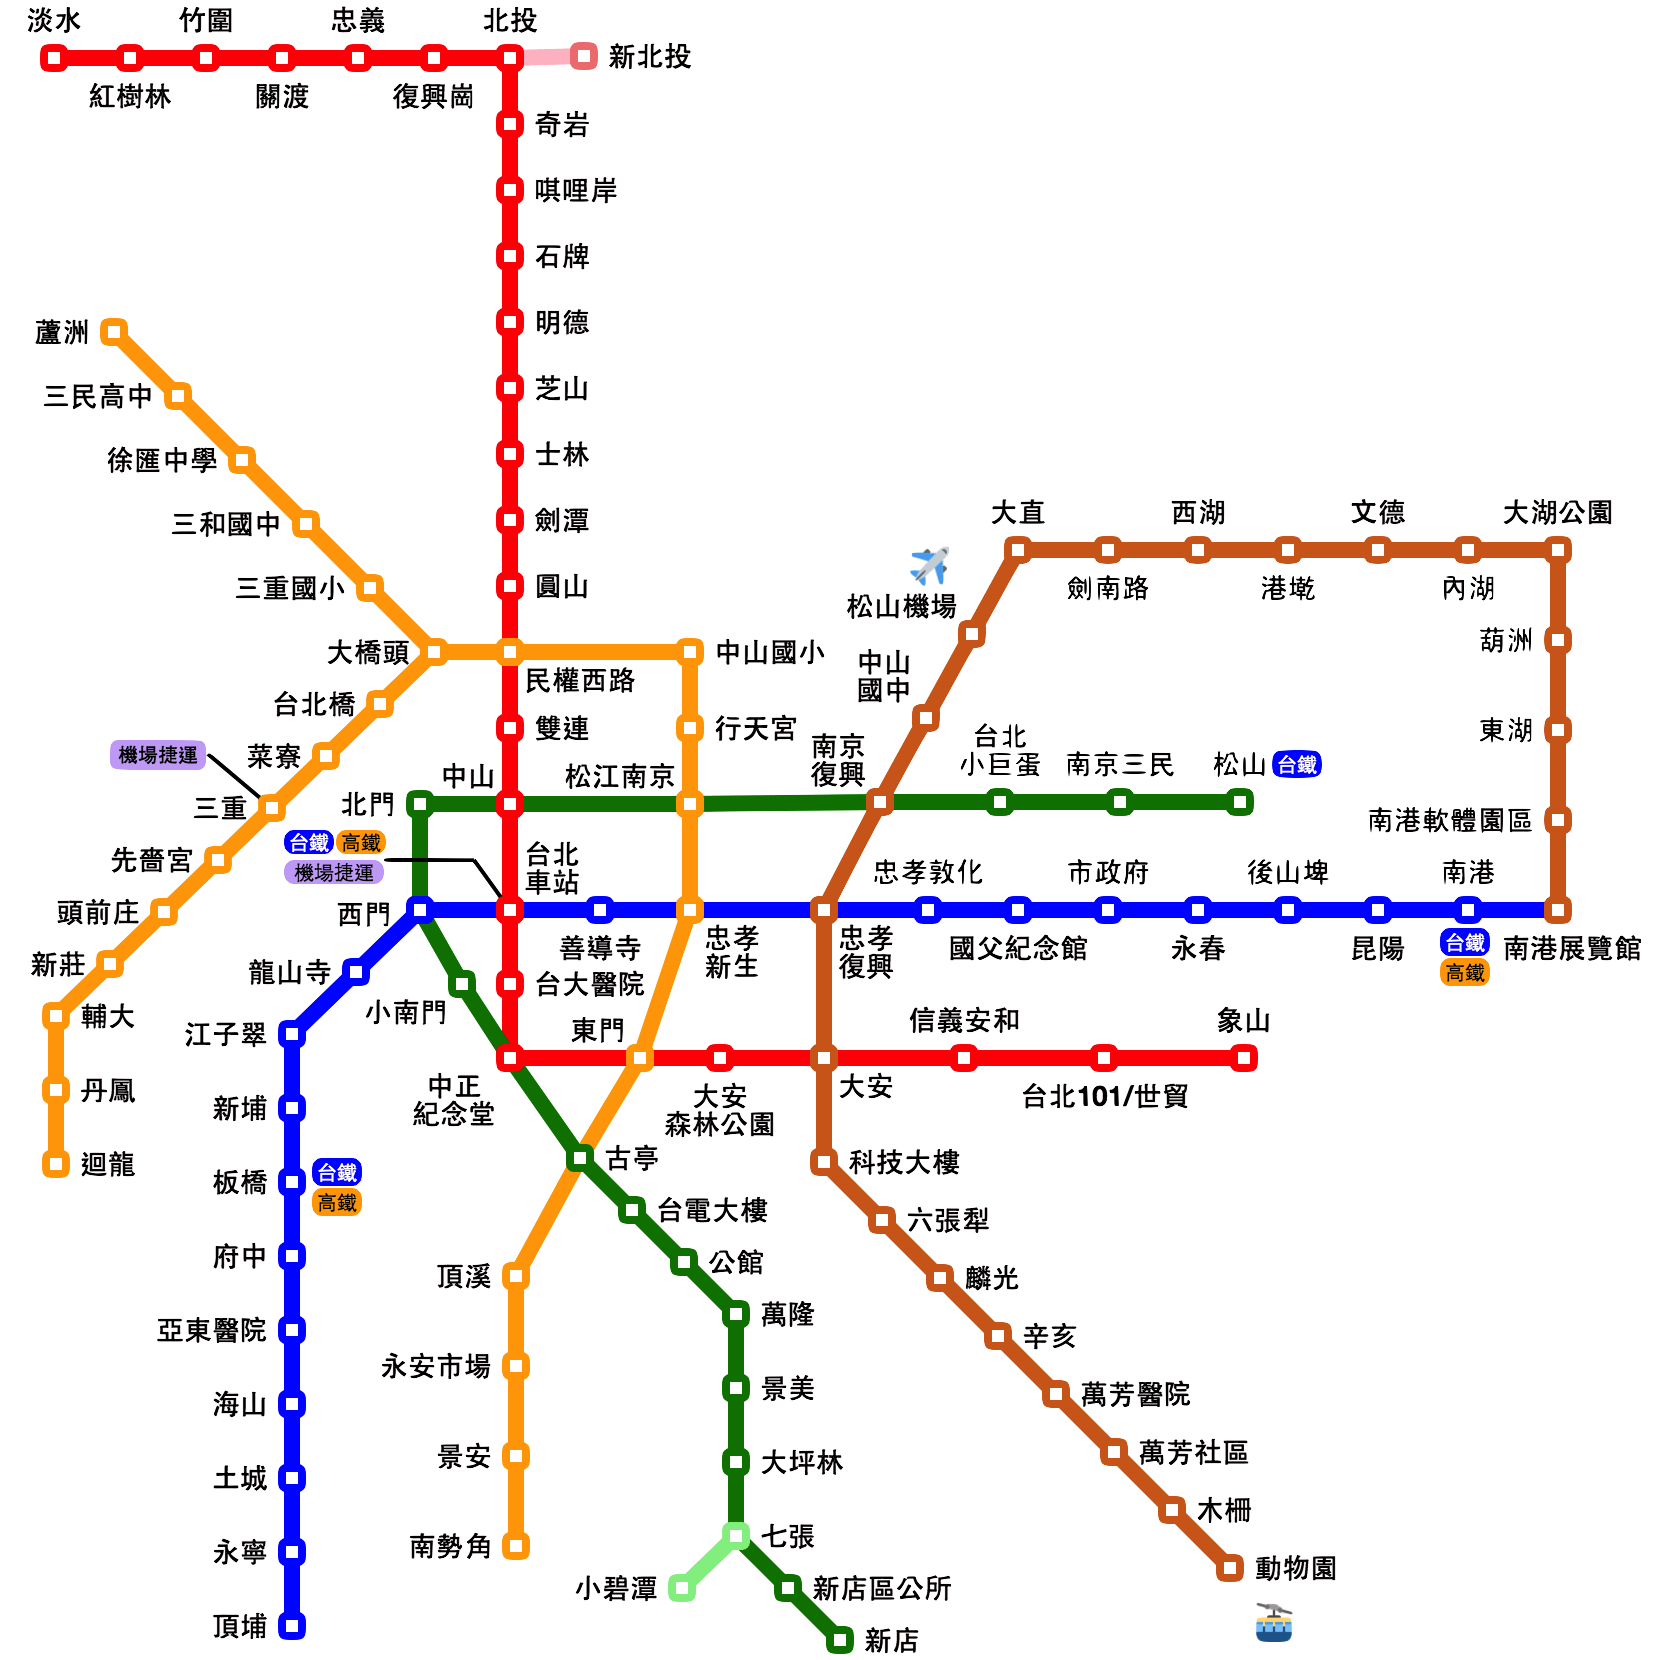 淡水
竹圍
忠義
北投
新北投
紅樹林
關渡
復興崗
奇岩
唭哩岸
石牌
明德
芝山
士林
劍潭
圓山
蘆洲
三民高中
徐匯中學
三和國中
三重國小
大橋頭
民權西路
中山國小
台北橋
雙連
行天宮
菜寮
機場捷運
中山
松江南京
三重
北門
台鐵
高鐵
機場捷運
先嗇宮
台北
車站
頭前庄
西門
善導寺
忠孝
新生
新莊
龍山寺
小南門
台大醫院
東門
輔大
江子翠
丹鳳
新埔
中正
紀念堂
迴龍
板橋
台鐵
高鐵
府中
亞東醫院
海山
土城
永寧
頂埔
大直
西湖
文德
大湖公園
劍南路
港墘
內湖
松山機場
中山
國中
葫洲
南京
復興
台北
小巨蛋
南京三民
松山
台鐵
東湖
南港軟體園區
忠孝敦化
市政府
後山埤
南港
忠孝
復興
國父紀念館
永春
昆陽
台鐵
高鐵
南港展覽館
信義安和
象山
大安
森林公園
大安
台北101/世貿
古亭
科技大樓
台電大樓
六張犁
公館
頂溪
麟光
萬隆
辛亥
永安市場
景美
萬芳醫院
景安
大坪林
萬芳社區
木柵
南勢角
七張
動物園
小碧潭
新店區公所
新店